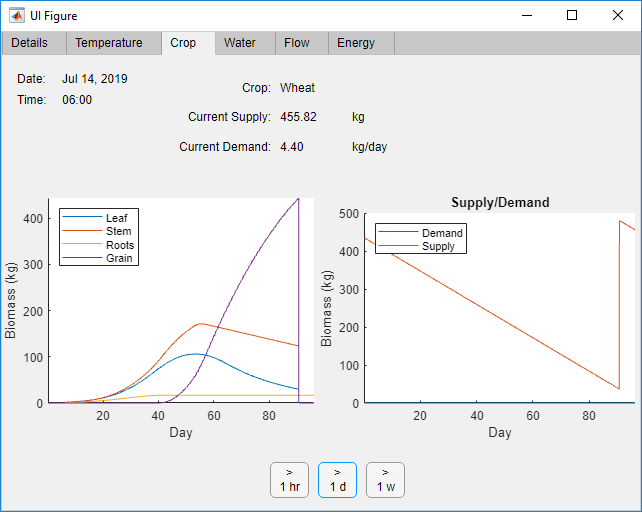 UI Figure
Details Temperature Crop Water Flow Energy
Date: Jul 14, 2019
Time: 06:00
Crop: Wheat
Current Supply: 455.82 kg
Current Demand: 4.40 kg/day
Leaf
Stem
Roots
Grain
400
300
200
100
0
Biomass (kg)
20 40 60 80
Day
Supply/Demand
Demand
Supply
500
400
300
200
100
0
Biomass (kg)
20 40 60 80
Day
> > >
1 hr 1 d 1 w